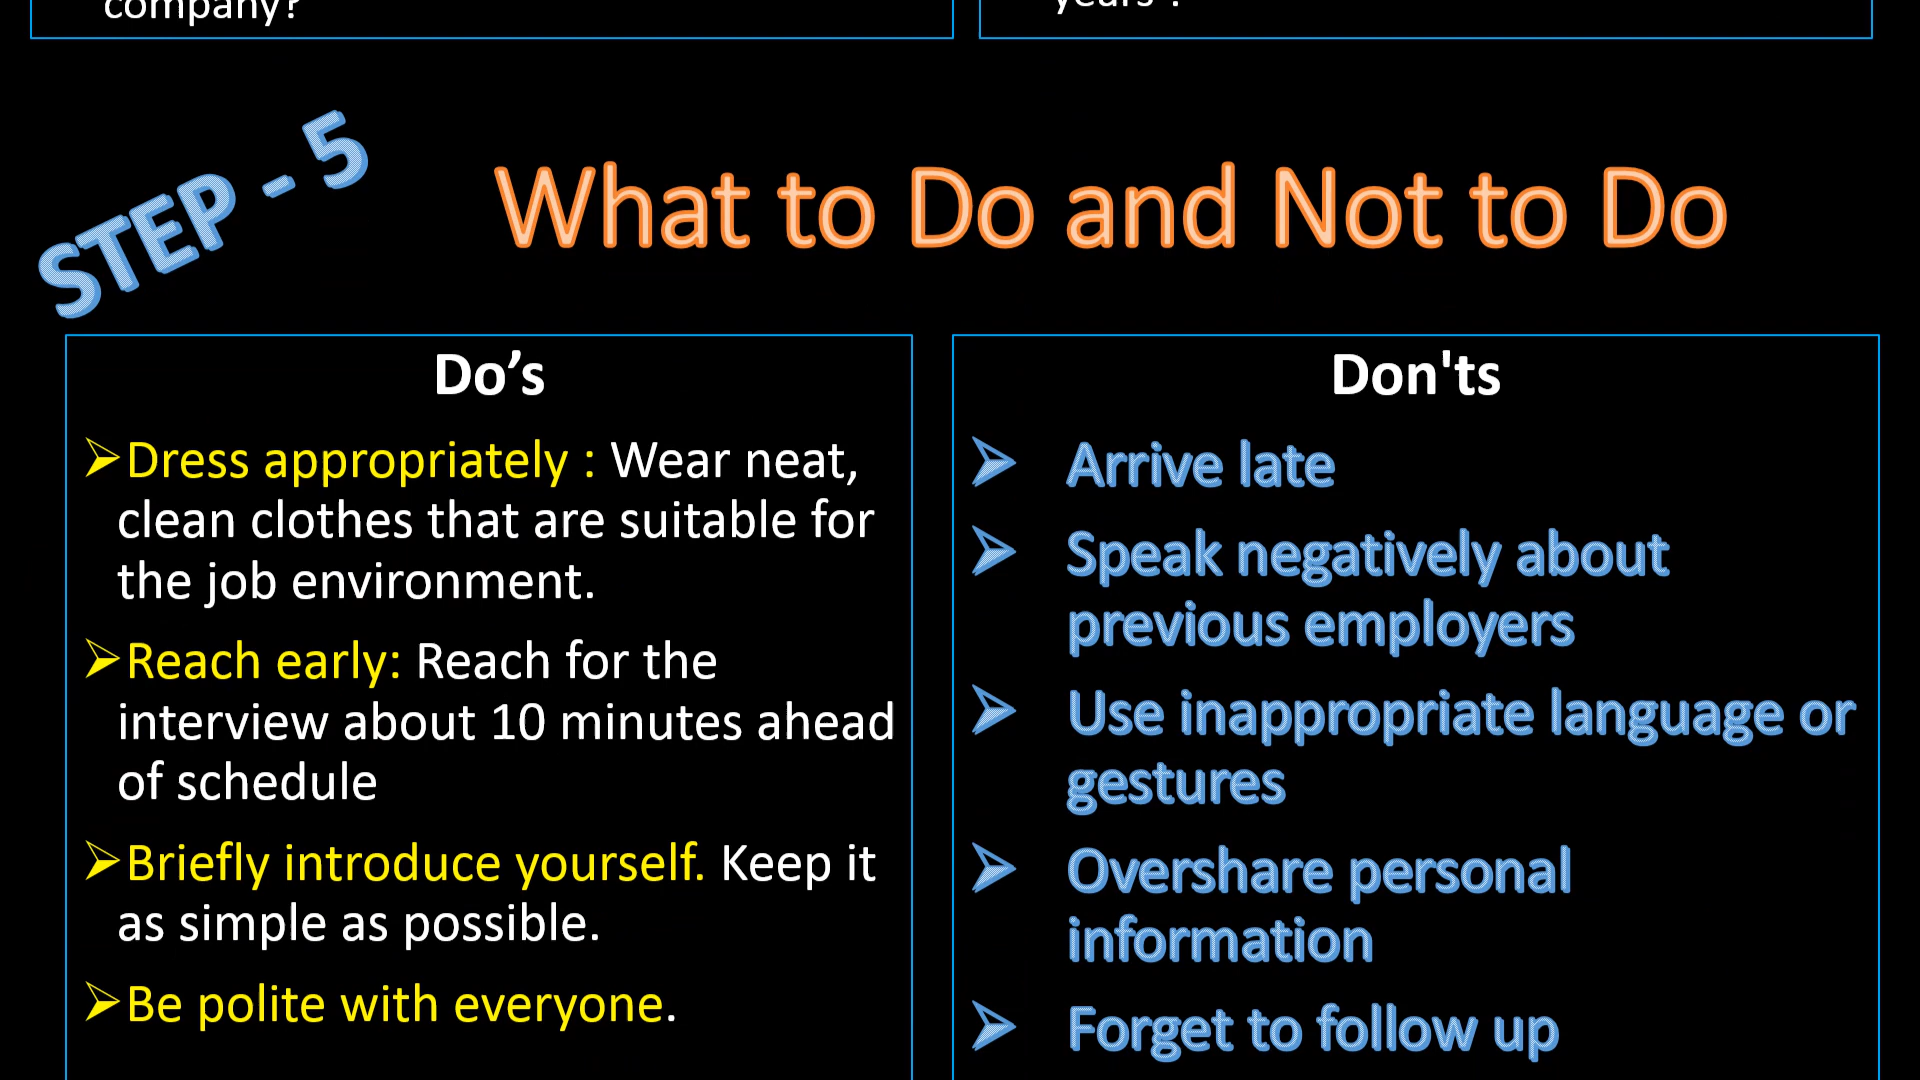 company?
years ?
STEP - 5
What to Do and Not to Do
Do’s
➢Dress appropriately : Wear neat,
clean clothes that are suitable for
the job environment.
➢Reach early: Reach for the
interview about 10 minutes ahead
of schedule
➢Briefly introduce yourself. Keep it
as simple as possible.
➢Be polite with everyone.
Don'ts
➢ Arrive late
➢ Speak negatively about
previous employers
➢ Use inappropriate language or
gestures
➢ Overshare personal
information
➢ Forget to follow up